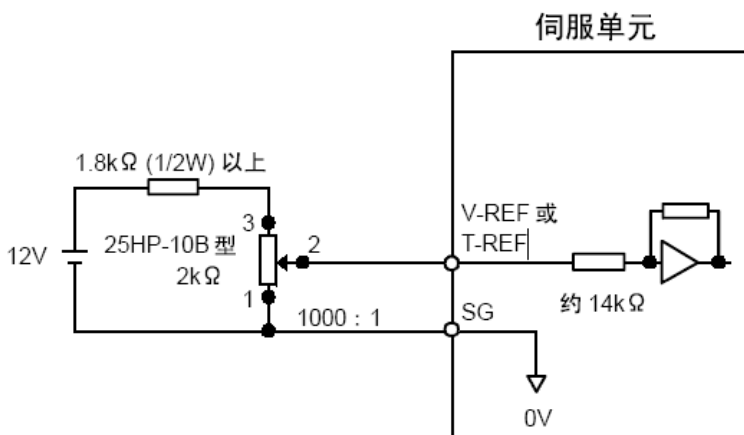 伺服单元
1.8kΩ (1/2W) 以上
3
V-REF 或
T-REF
12V
25HP-10B 型
2kΩ
2
1
1000 : 1
SG
约 14kΩ
0V